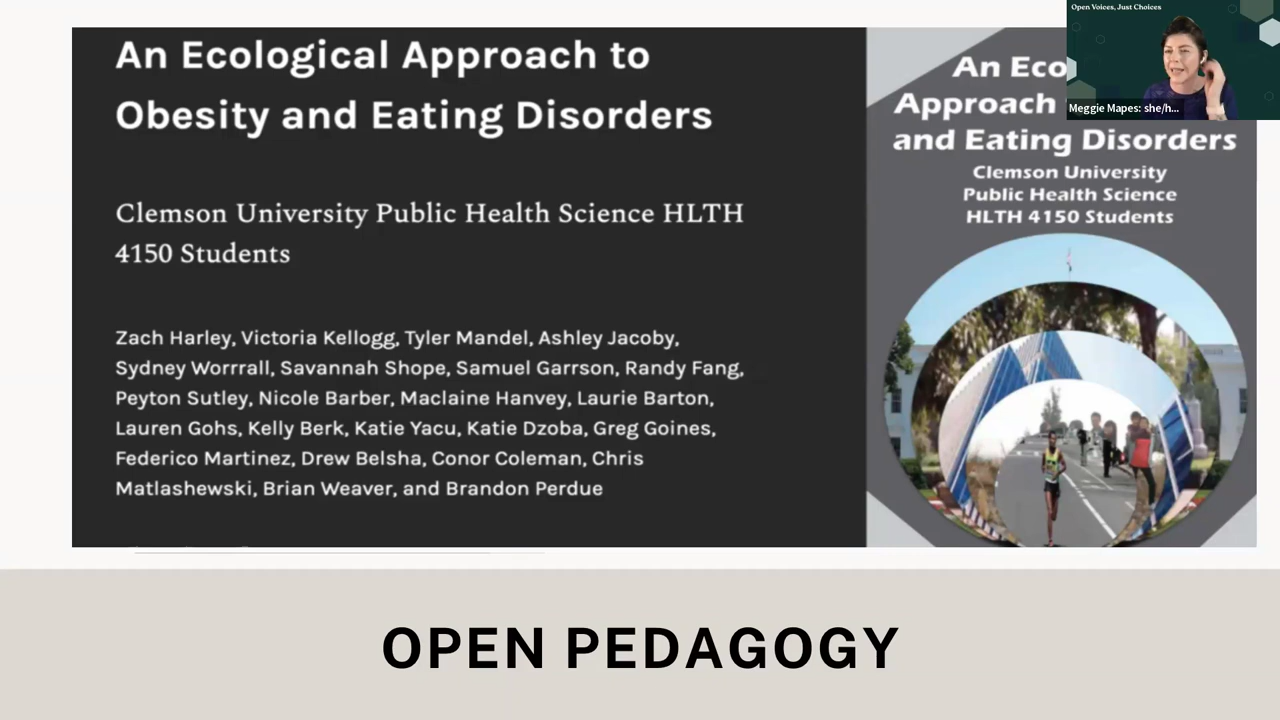 An Ecological Approach to
Obesity and Eating Disorders
Clemson University Public Health Science HLTH
4150 Students
Zach Harley, Victoria Kellogg, Tyler Mandel, Ashley Jacoby,
Sydney Worrrall, Savannah Shope, Samuel Garrson, Randy Fang,
Peyton Sutley, Nicole Barber, Maclaine Hanvey, Laurie Barton,
Lauren Gohs, Kelly Berk, Katie Yacu, Katie Dzoba, Greg Goines,
Federico Martinez, Drew Belsha, Conor Coleman, Chris
Matlashewski, Brian Weaver, and Brandon Perdue
An Eco
Approach
and Eating Disorders
Clemson University
Public Health Science
HLTH 4150 Students
Open Voices, Just Choices
Meggie Mapes: she/h...
OPEN PEDAGOGY